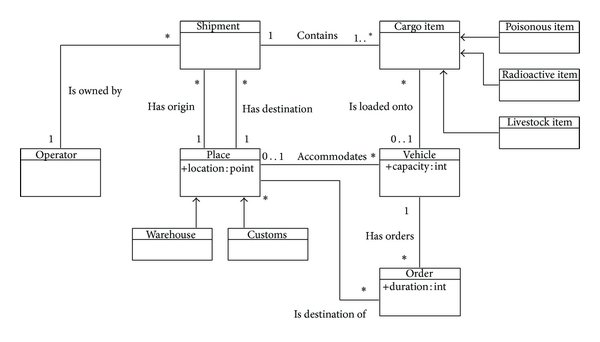 Shipment
Cargo item
Poisonous item
* 1 Contains 1..*
Radioactive item
Is owned by
* * *
Has origin Has destination Is loaded onto
Livestock item
1 1 1 0..1
Operator
Place
+location:point
0..1 Accommodates *
Vehicle
+capacity:int
* 1
Warehouse
Customs
Has orders
*
Order
+duration:int
*
Is destination of